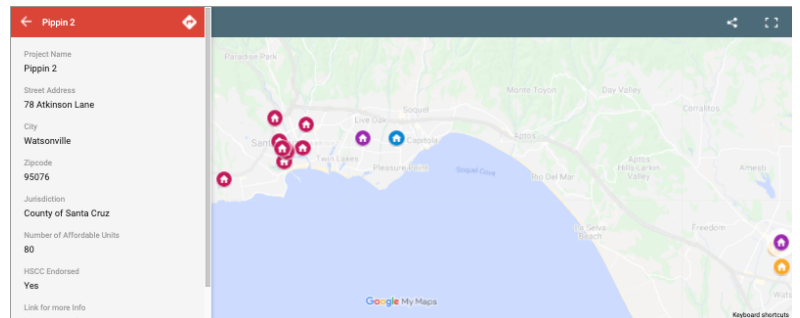 Pippin 2
Project Name
Pippin 2
Street Address
78 Atkinson Lane
City
Watsonville
Zipcode
95076
Jurisdiction
County of Santa Cruz
Number of Affordable Units
80
HSCC Endorsed
Yes
Link for more Info
Paradise Park
Soquel
Live Oak
Capitola
Twin Lakes
Pleasure Point
Monte Toyon
Day Valley
Corralitos
Aptos
Aptos
Hills-Larkin
Valley
Soquel Cove
Rio Del Mar
La Selva
Beach
Freedom
Google My Maps
Keyboard shortcuts